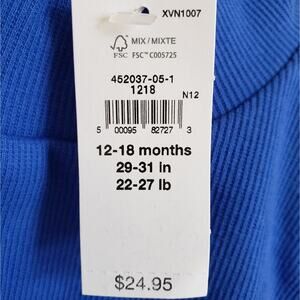 XVN1007
MIX/MIXTE
FSC FSC™ C005725
452037-05-1
1218
N12
5 00095 82727 3
12-18 months
29-31 in
22-27 lb
$24.95